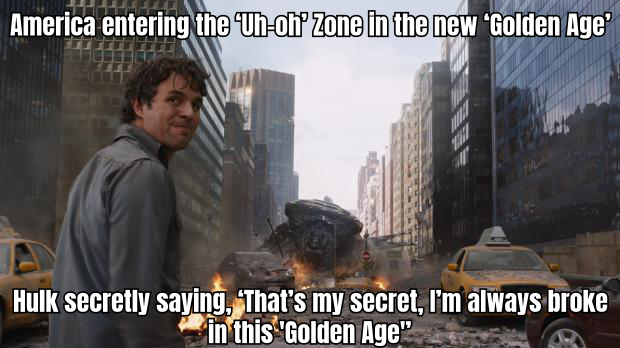 America entering the ‘Uh-oh’ Zone in the new ‘Golden Age’
Hulk secretly saying, ‘That’s my secret, I’m always broke
in this 'Golden Age"